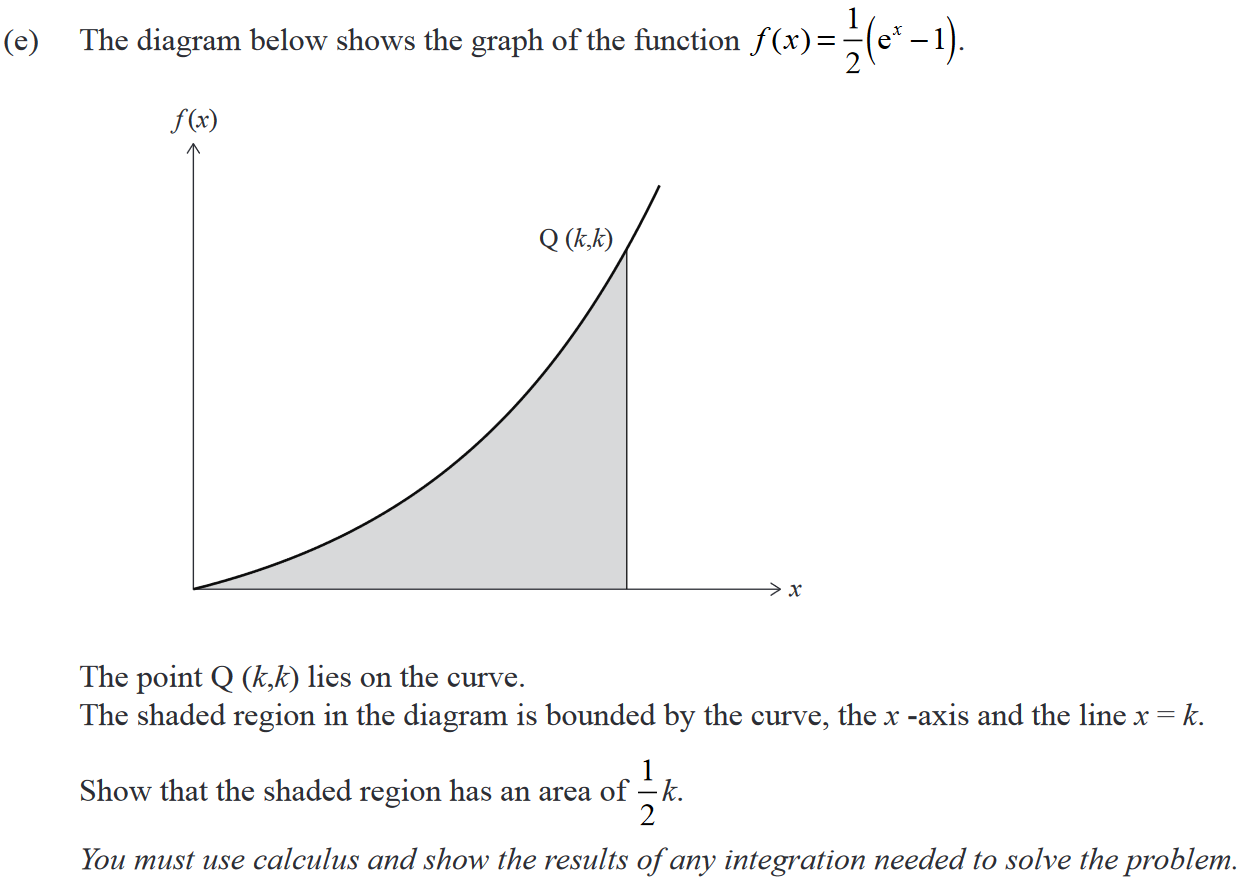 (e) The diagram below shows the graph of the function f(x) = 1/2 (eˣ – 1).
f(x)
Q (k,k)
x
The point Q (k,k) lies on the curve.
The shaded region in the diagram is bounded by the curve, the x -axis and the line x = k.
Show that the shaded region has an area of 1/2 k.
You must use calculus and show the results of any integration needed to solve the problem.